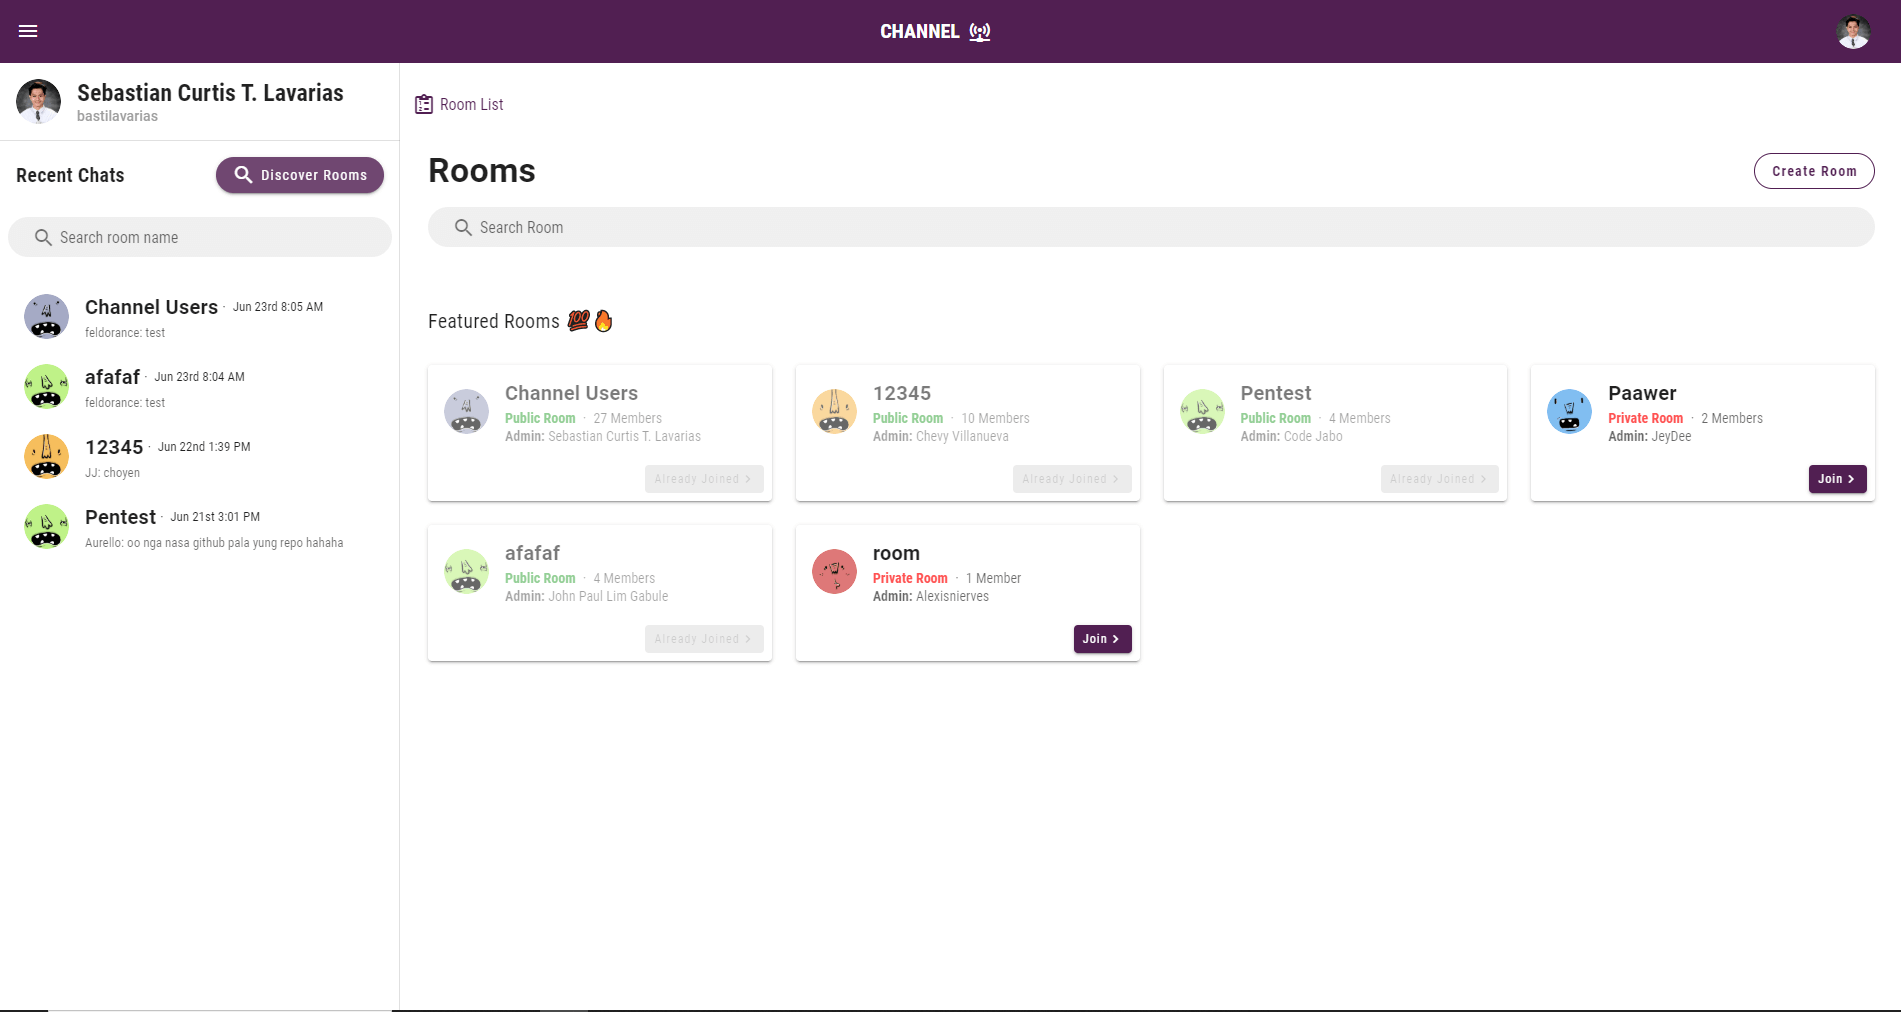 CHANNEL
Sebastian Curtis T. Lavarias
bastilavarias
Recent Chats
Discover Rooms
Search room name
Channel Users · Jun 23rd 8:05 AM
feldorance: test
afafaf · Jun 23rd 8:04 AM
feldorance: test
12345 · Jun 22nd 1:39 PM
JJ: choyen
Pentest · Jun 21st 3:01 PM
Aurello: oo nga nasa github pala yung repo hahaha
Room List
Rooms
Create Room
Search Room
Featured Rooms 💯🔥
Channel Users
Public Room · 27 Members
Admin: Sebastian Curtis T. Lavarias
Already Joined
12345
Public Room · 10 Members
Admin: Chevy Villanueva
Already Joined
Pentest
Public Room · 4 Members
Admin: Code Jabo
Already Joined
Paawer
Private Room · 2 Members
Admin: JeyDee
Join
afafaf
Public Room · 4 Members
Admin: John Paul Lim Gabule
Already Joined
room
Private Room · 1 Member
Admin: Alexisnierves
Join